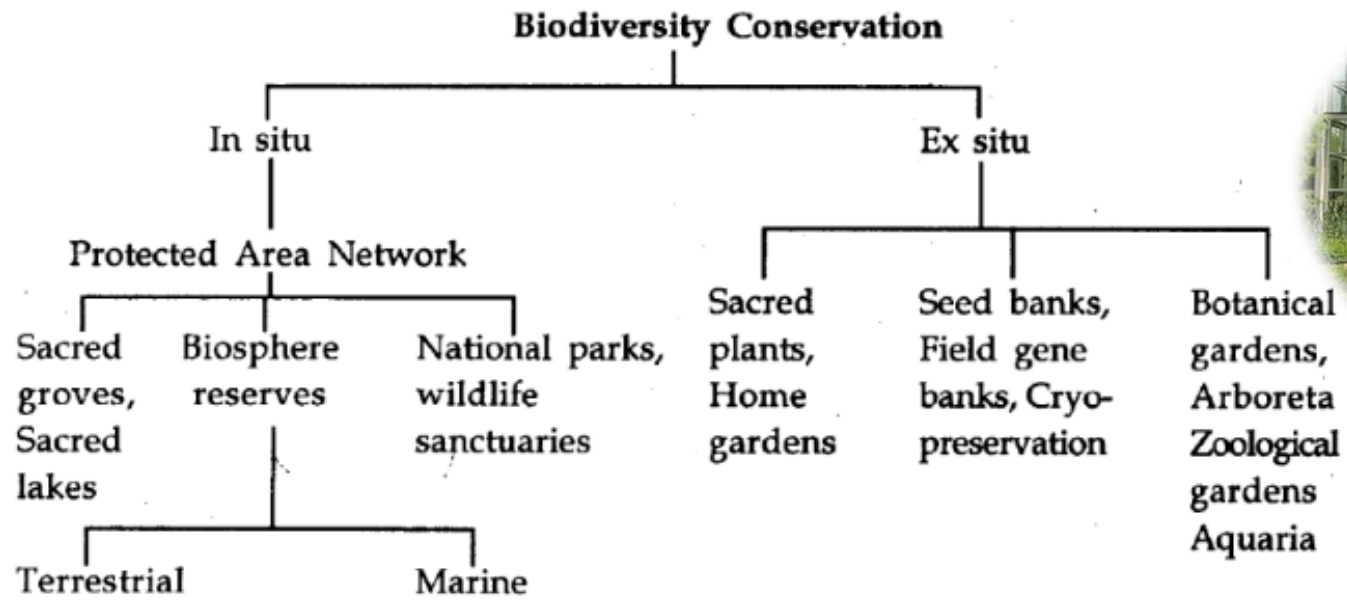 Biodiversity Conservation
In situ
Ex situ
Protected Area Network
Sacred
groves,
Sacred
lakes
Biosphere
reserves
National parks,
wildlife
sanctuaries
Terrestrial
Marine
Sacred
plants,
Home
gardens
Seed banks,
Field gene
banks, Cryo-
preservation
Botanical
gardens,
Arboreta
Zoological
gardens
Aquaria